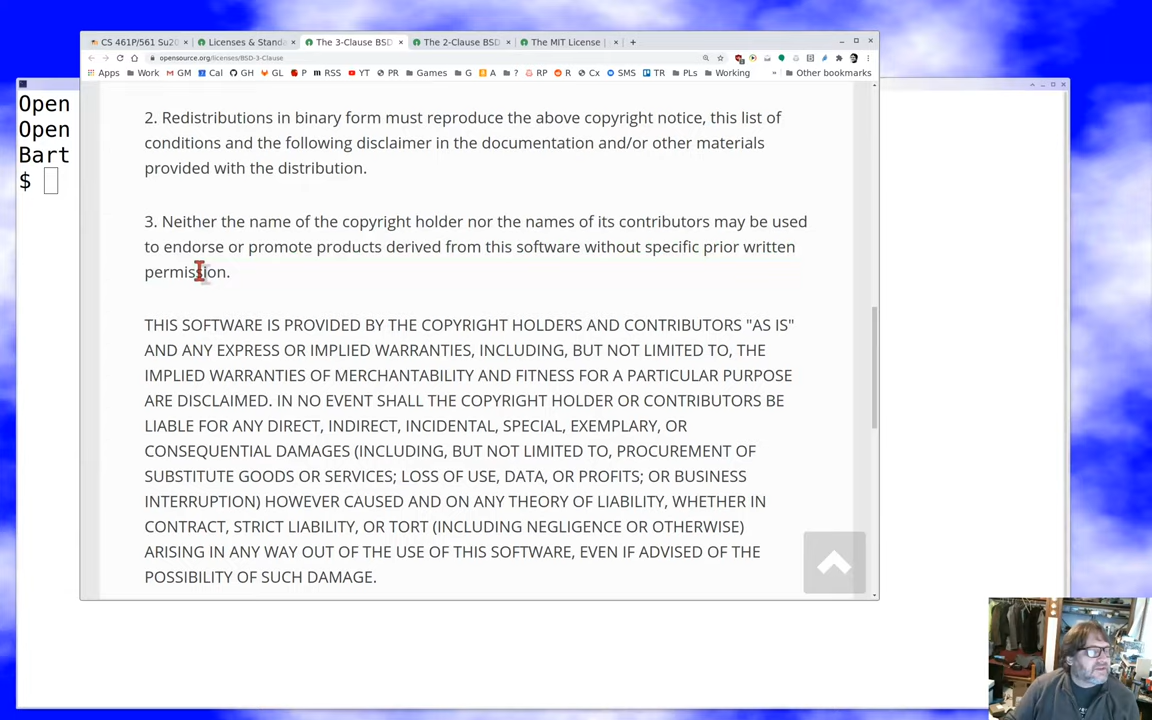 CS 461P/561 Su20
Licenses & Standa
The 3-Clause BSD
The 2-Clause BSD
The MIT License |
opensource.org/licenses/BSD-3-Clause
Apps Work GM Cal GH GL P RSS YT PR Games G A ? RP R Cx SMS TR PLs Working » Other bookmarks
Open
Open
Bart
$
2. Redistributions in binary form must reproduce the above copyright notice, this list of
conditions and the following disclaimer in the documentation and/or other materials
provided with the distribution.
3. Neither the name of the copyright holder nor the names of its contributors may be used
to endorse or promote products derived from this software without specific prior written
permission.
THIS SOFTWARE IS PROVIDED BY THE COPYRIGHT HOLDERS AND CONTRIBUTORS "AS IS"
AND ANY EXPRESS OR IMPLIED WARRANTIES, INCLUDING, BUT NOT LIMITED TO, THE
IMPLIED WARRANTIES OF MERCHANTABILITY AND FITNESS FOR A PARTICULAR PURPOSE
ARE DISCLAIMED. IN NO EVENT SHALL THE COPYRIGHT HOLDER OR CONTRIBUTORS BE
LIABLE FOR ANY DIRECT, INDIRECT, INCIDENTAL, SPECIAL, EXEMPLARY, OR
CONSEQUENTIAL DAMAGES (INCLUDING, BUT NOT LIMITED TO, PROCUREMENT OF
SUBSTITUTE GOODS OR SERVICES; LOSS OF USE, DATA, OR PROFITS; OR BUSINESS
INTERRUPTION) HOWEVER CAUSED AND ON ANY THEORY OF LIABILITY, WHETHER IN
CONTRACT, STRICT LIABILITY, OR TORT (INCLUDING NEGLIGENCE OR OTHERWISE)
ARISING IN ANY WAY OUT OF THE USE OF THIS SOFTWARE, EVEN IF ADVISED OF THE
POSSIBILITY OF SUCH DAMAGE.